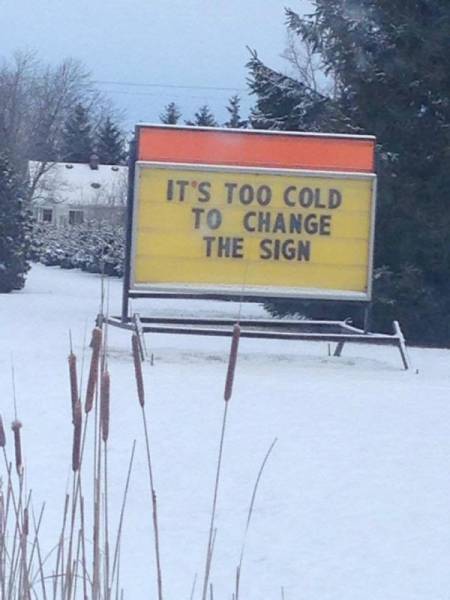 IT'S TOO COLD
TO CHANGE
THE SIGN